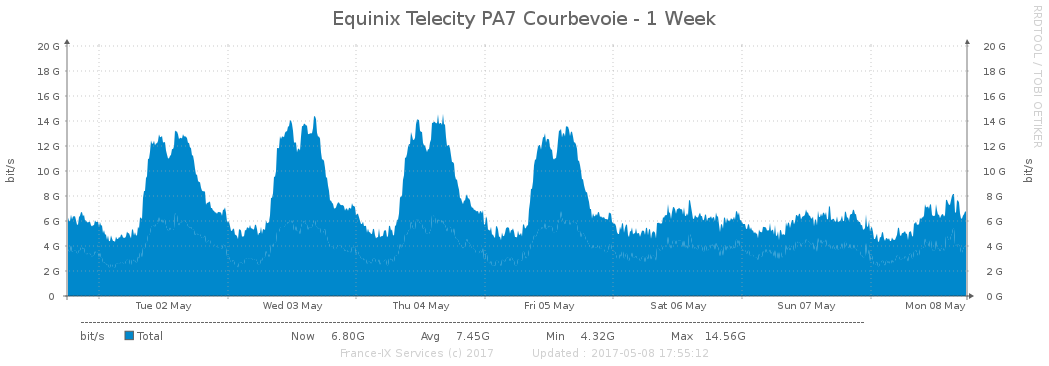 Equinix Telecity PA7 Courbevoie - 1 Week
RRDTOOL / TOBI OETIKER
20 G 20 G
18 G 18 G
16 G 16 G
14 G 14 G
12 G 12 G
10 G 10 G
8 G 8 G
6 G 6 G
4 G 4 G
2 G 2 G
0 0 G
bit/s
bit/s
Tue 02 May Wed 03 May Thu 04 May Fri 05 May Sat 06 May Sun 07 May Mon 08 May
bit/s Total Now 6.80G Avg 7.45G Min 4.32G Max 14.56G
France-IX Services (c) 2017 Updated : 2017-05-08 17:55:12